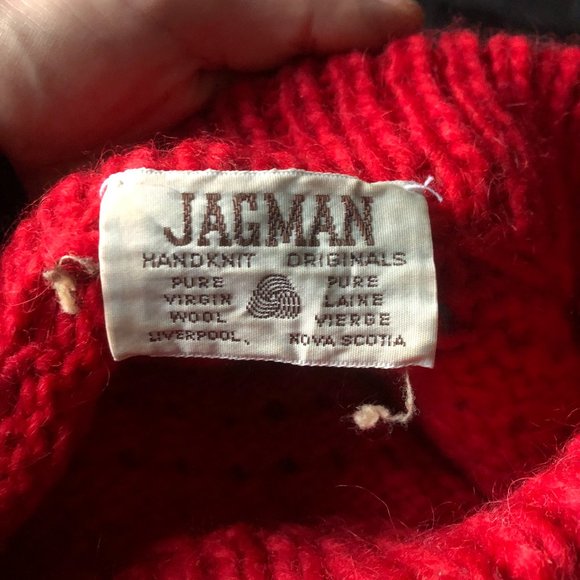 JAGMAN
HANDKNIT ORIGINALS
PURE PURE
VIRGIN LAINE
WOOL VIERGE
LIVERPOOL, NOVA SCOTIA